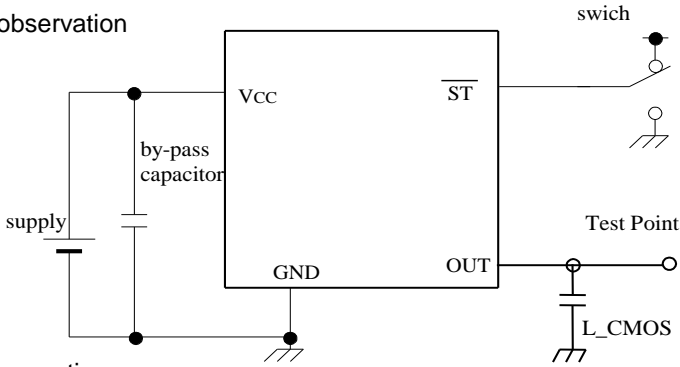 observation
swich
VCC
ST
by-pass
capacitor
supply
Test Point
GND
OUT
L_CMOS